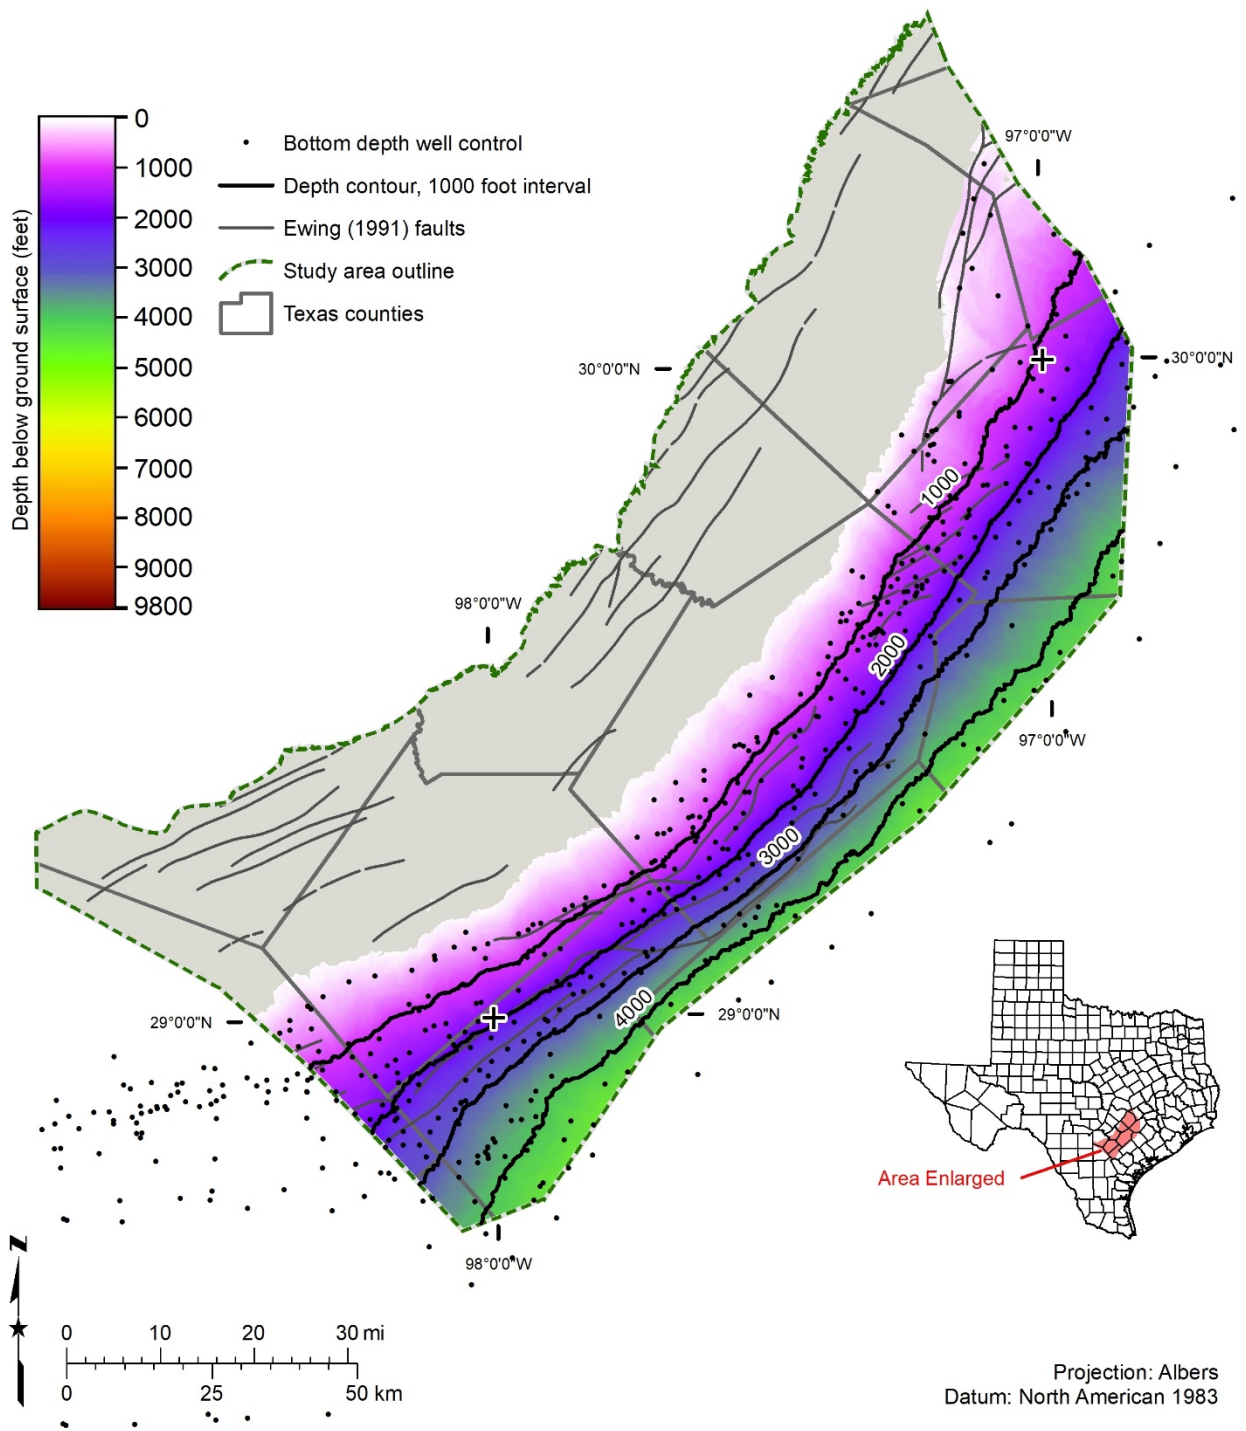 0
1000
2000
3000
4000
5000
6000
7000
8000
9000
9800
Depth below ground surface (feet)
Bottom depth well control
Depth contour, 1000 foot interval
Ewing (1991) faults
Study area outline
Texas counties
97°0'0"W
30°0'0"N
30°0'0"N
1000
98°0'0"W
2000
97°0'0"W
3000
4000
29°0'0"N
29°0'0"N
Area Enlarged
98°0'0"W
N
0 10 20 30 mi
0 25 50 km
Projection: Albers
Datum: North American 1983